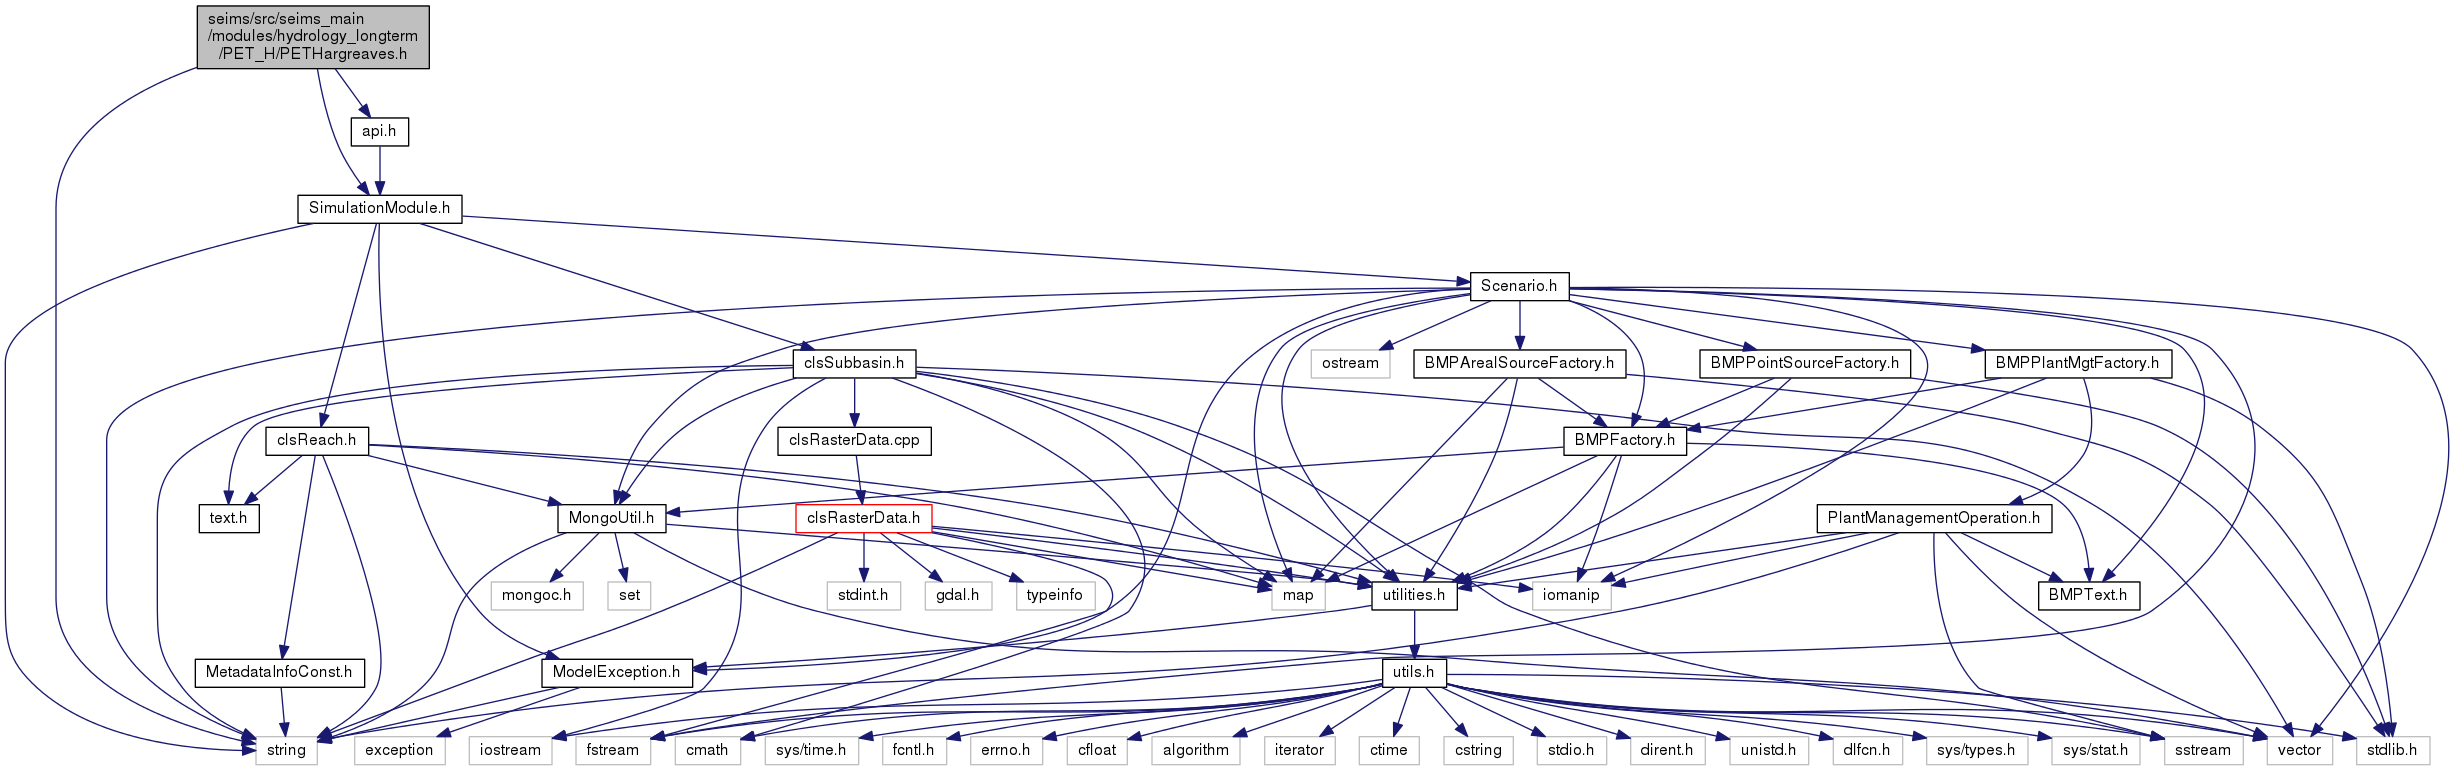 seims/src/seims_main
/modules/hydrology_longterm
/PET_H/PETHargreaves.h
api.h
SimulationModule.h
Scenario.h
clsSubbasin.h
ostream
BMPArealSourceFactory.h
BMPPointSourceFactory.h
BMPPlantMgtFactory.h
clsReach.h
clsRasterData.cpp
BMPFactory.h
text.h
MongoUtil.h
clsRasterData.h
PlantManagementOperation.h
mongoc.h
set
stdint.h
gdal.h
typeinfo
map
utilities.h
iomanip
BMPText.h
MetadataInfoConst.h
ModelException.h
utils.h
string
exception
iostream
fstream
cmath
sys/time.h
fcntl.h
errno.h
cfloat
algorithm
iterator
ctime
cstring
stdio.h
dirent.h
unistd.h
dlfcn.h
sys/types.h
sys/stat.h
sstream
vector
stdlib.h